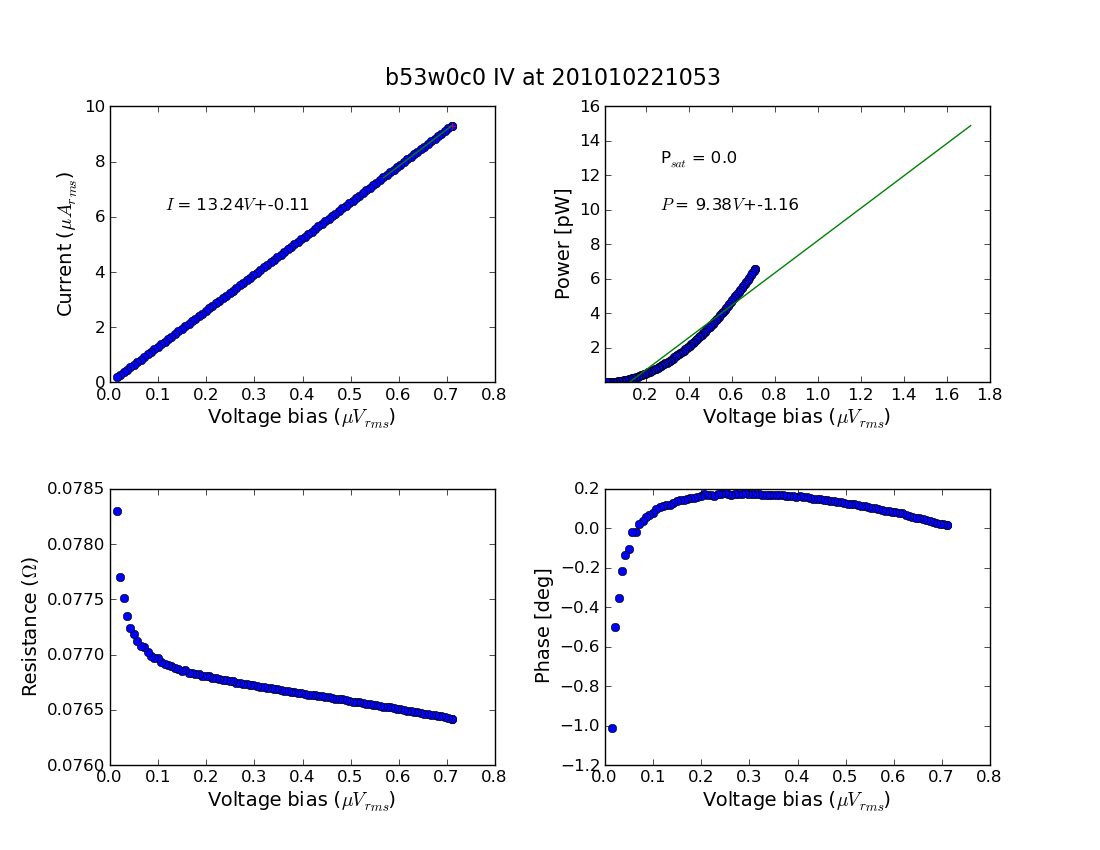 b53w0c0 IV at 201010221053
10
8
6
4
2
0
Current (μA_rms)
I = 13.24V+-0.11
0.0 0.1 0.2 0.3 0.4 0.5 0.6 0.7 0.8
Voltage bias (μV_rms)
16
14
12
10
8
6
4
2
Power [pW]
P_sat = 0.0
P = 9.38V+-1.16
0.2 0.4 0.6 0.8 1.0 1.2 1.4 1.6 1.8
Voltage bias (μV_rms)
0.0785
0.0780
0.0775
0.0770
0.0765
0.0760
Resistance (Ω)
0.0 0.1 0.2 0.3 0.4 0.5 0.6 0.7 0.8
Voltage bias (μV_rms)
0.2
0.0
−0.2
−0.4
−0.6
−0.8
−1.0
−1.2
Phase [deg]
0.0 0.1 0.2 0.3 0.4 0.5 0.6 0.7 0.8
Voltage bias (μV_rms)